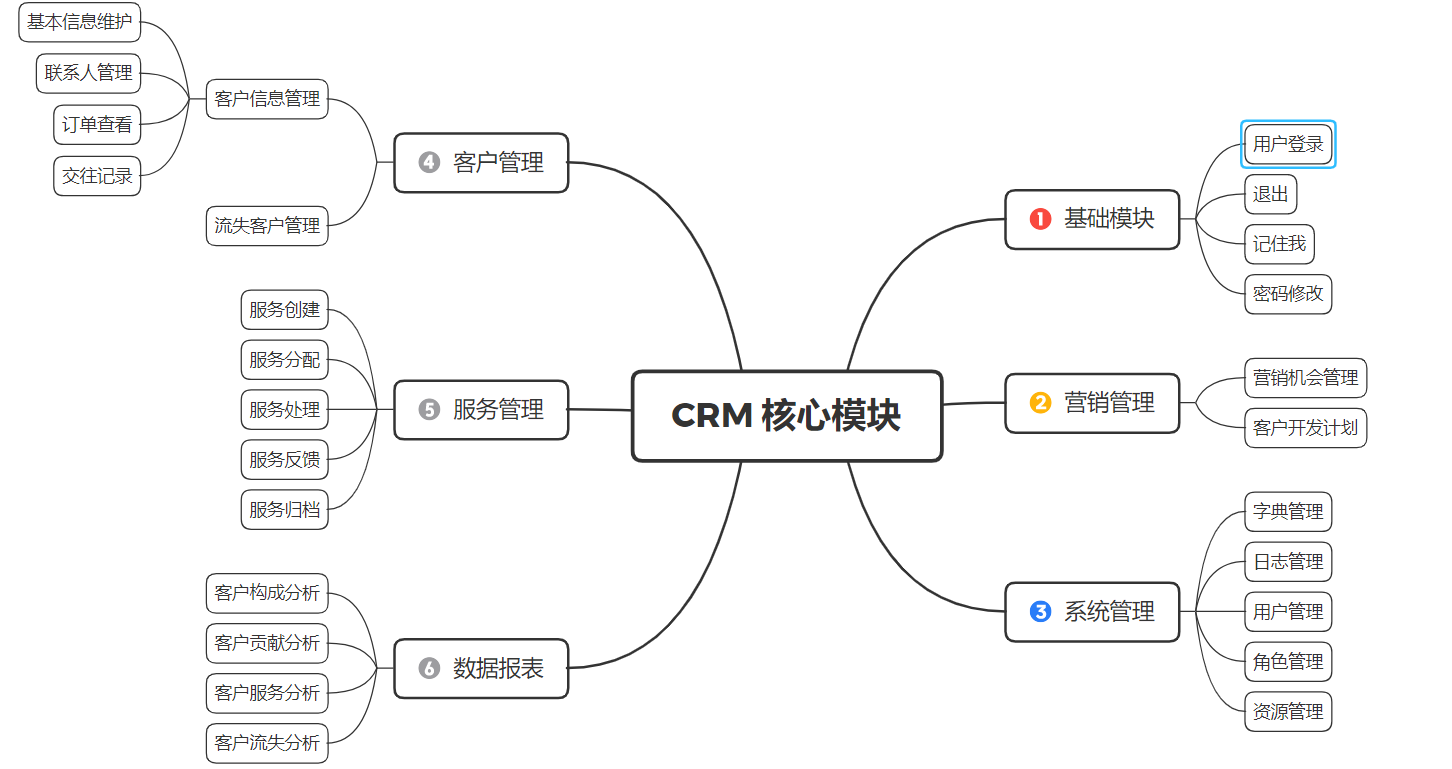 CRM 核心模块
1 基础模块
用户登录
退出
记住我
密码修改
2 营销管理
营销机会管理
客户开发计划
3 系统管理
字典管理
日志管理
用户管理
角色管理
资源管理
4 客户管理
客户信息管理
基本信息维护
联系人管理
订单查看
交往记录
流失客户管理
5 服务管理
服务创建
服务分配
服务处理
服务反馈
服务归档
6 数据报表
客户构成分析
客户贡献分析
客户服务分析
客户流失分析